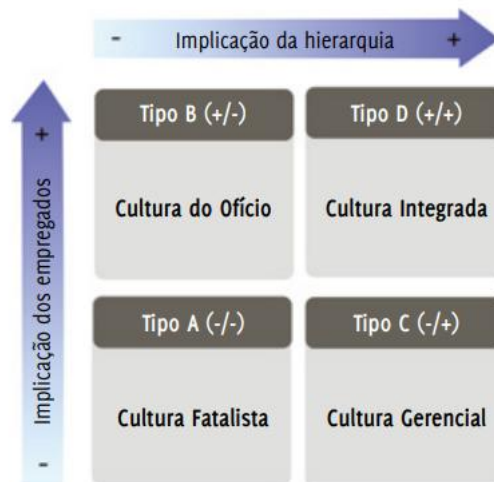 - Implicação da hierarquia +
+
Implicação dos empregados
-
Tipo B (+/-)
Tipo D (+/+)
Cultura do Ofício
Cultura Integrada
Tipo A (-/-)
Tipo C (-/+)
Cultura Fatalista
Cultura Gerencial